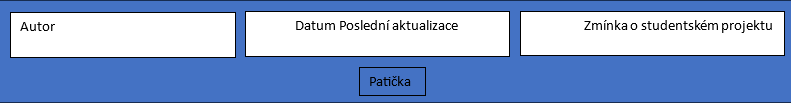 Autor
Datum Poslední aktualizace
Zmínka o studentském projektu
Patička